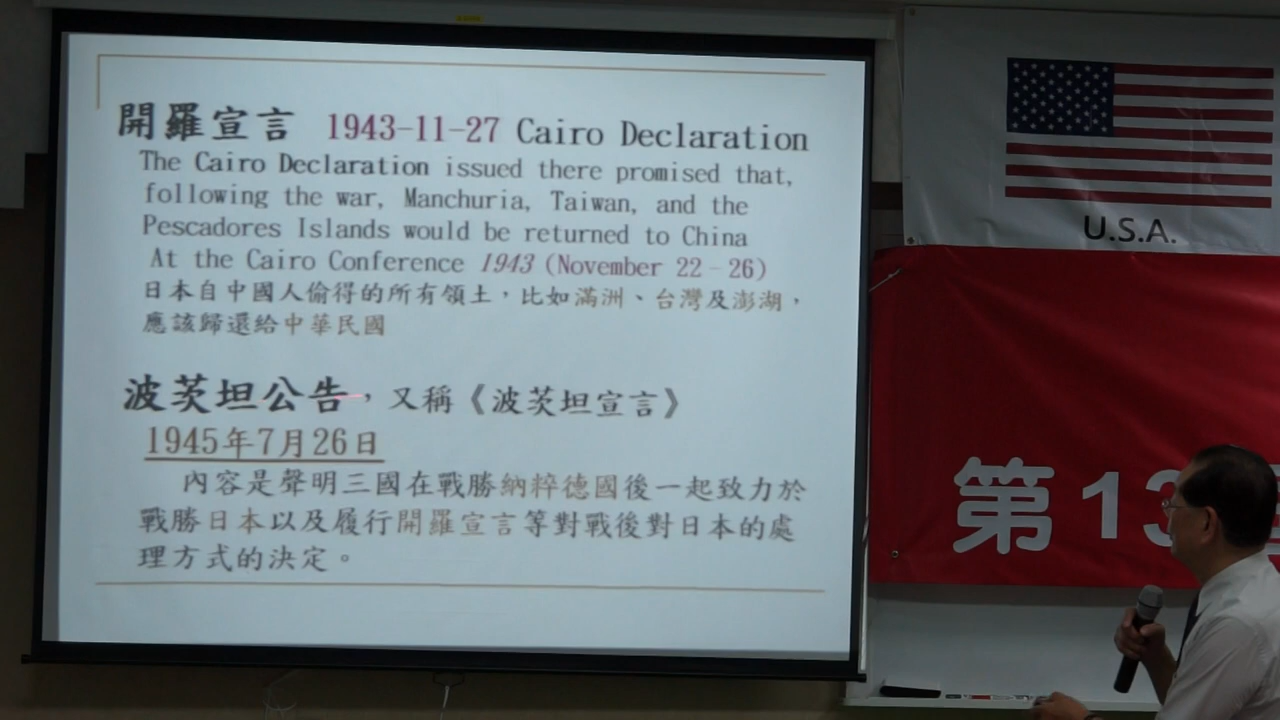 開羅宣言 1943-11-27 Cairo Declaration
The Cairo Declaration issued there promised that,
following the war, Manchuria, Taiwan, and the
Pescadores Islands would be returned to China
At the Cairo Conference 1943 (November 22–26)
日本自中國人偷得的所有領土，比如滿洲、台灣及澎湖，
應該歸還給中華民國
波茨坦公告，又稱《波茨坦宣言》
1945年7月26日
內容是聲明三國在戰勝納粹德國後一起致力於
戰勝日本以及履行開羅宣言等對戰後對日本的處
理方式的決定。
U.S.A.
第13